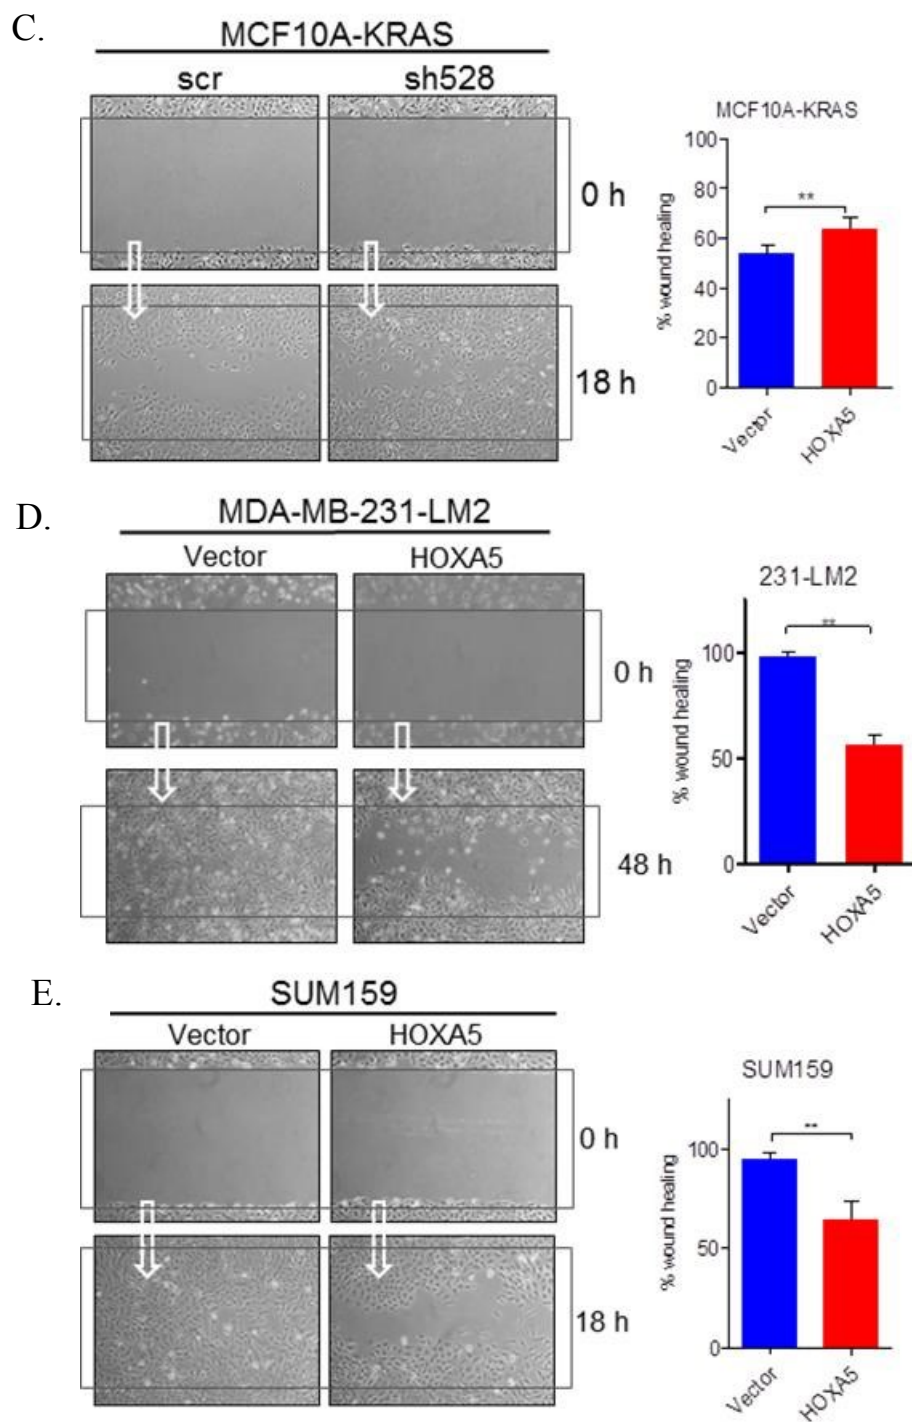 C.
MCF10A-KRAS
scr sh528
0 h
18 h
MCF10A-KRAS
% wound healing
100
80
60
40
20
0
**
Vector
HOXA5
D.
MDA-MB-231-LM2
Vector HOXA5
0 h
48 h
231-LM2
% wound healing
100
50
0
**
Vector
HOXA5
E.
SUM159
Vector HOXA5
0 h
18 h
SUM159
% wound healing
100
50
0
**
Vector
HOXA5